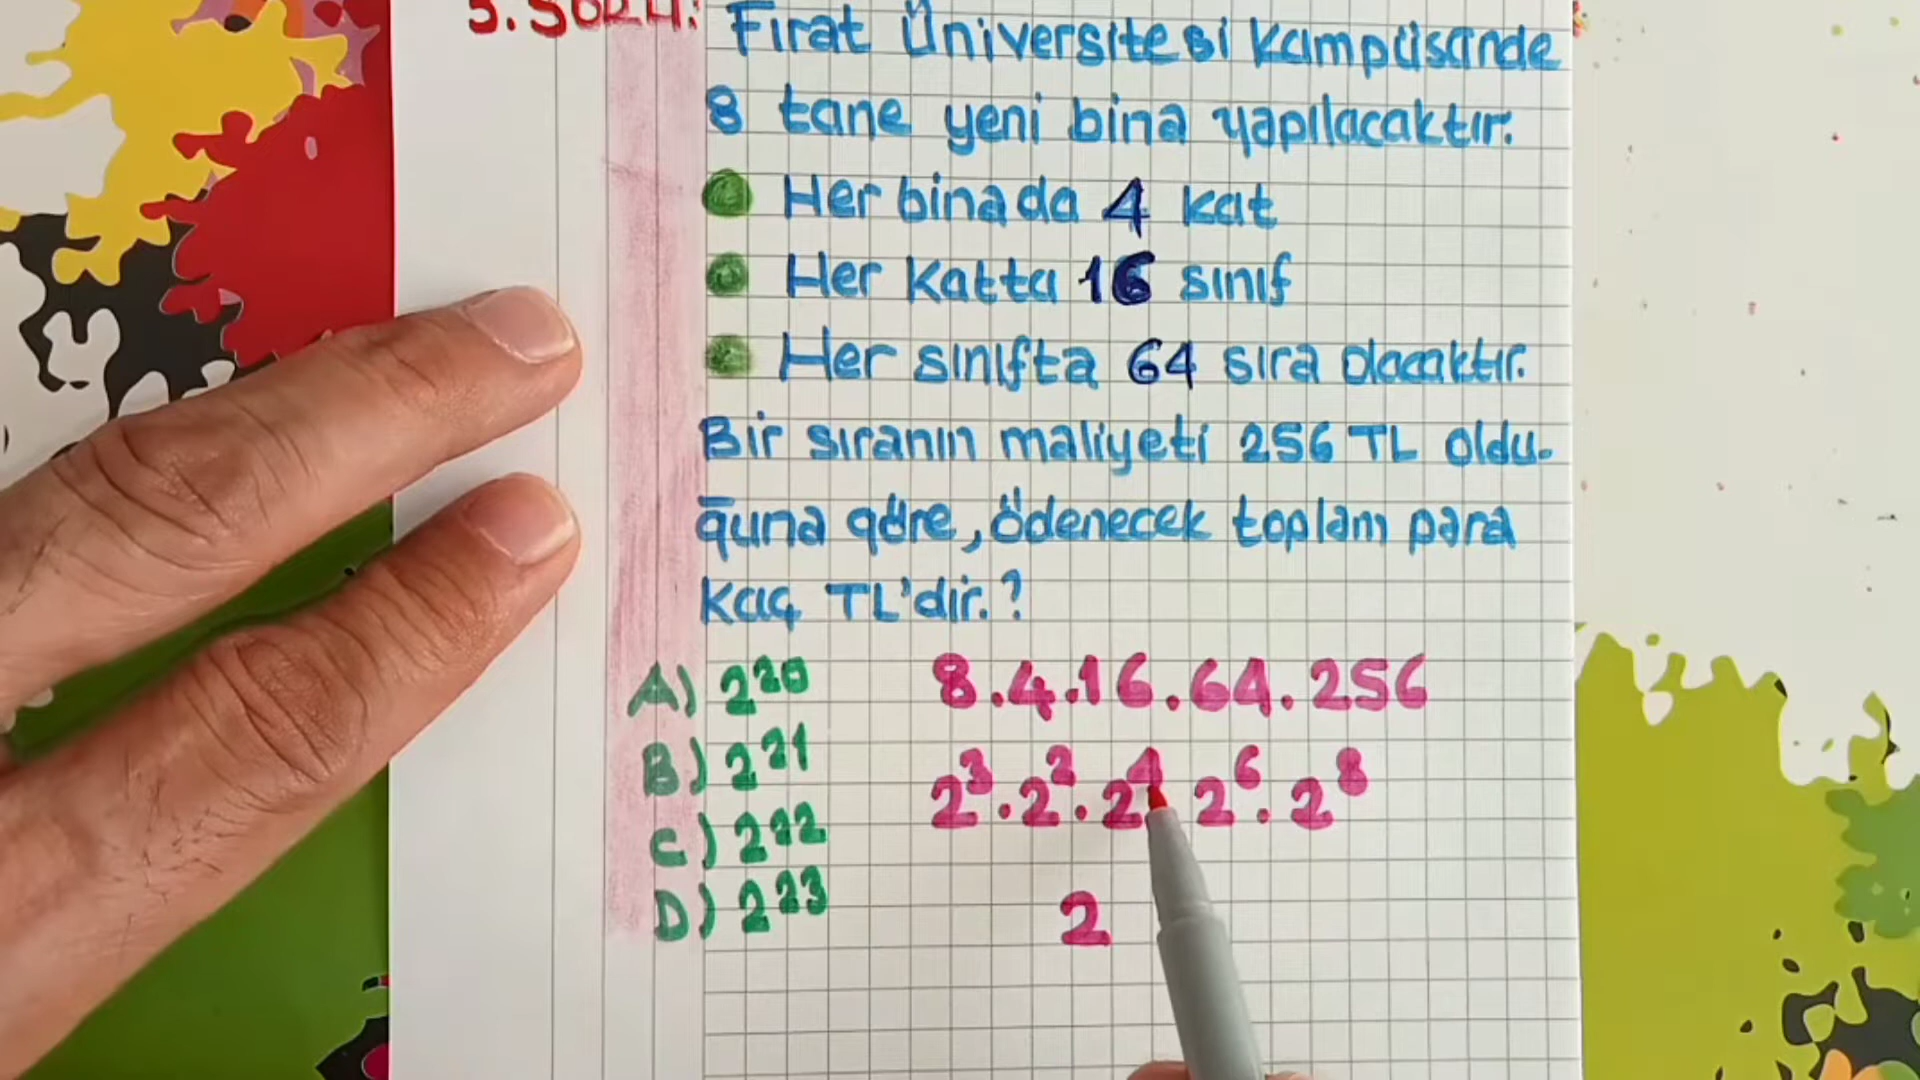 5. SORU:
Fırat Üniversitesi kampüsünde
8 tane yeni bina yapılacaktır.
Her binada 4 kat
Her katta 16 sınıf
Her sınıfta 64 sıra olacaktır.
Bir sıranın maliyeti 256 TL oldu-
ğuna göre, ödenecek toplam para
kaç TL'dir.?
A) 2²⁰
8.4.16.64.256
B) 2²¹
2³.2².2⁴ 2⁶.2⁸
C) 2²²
D) 2²³
2